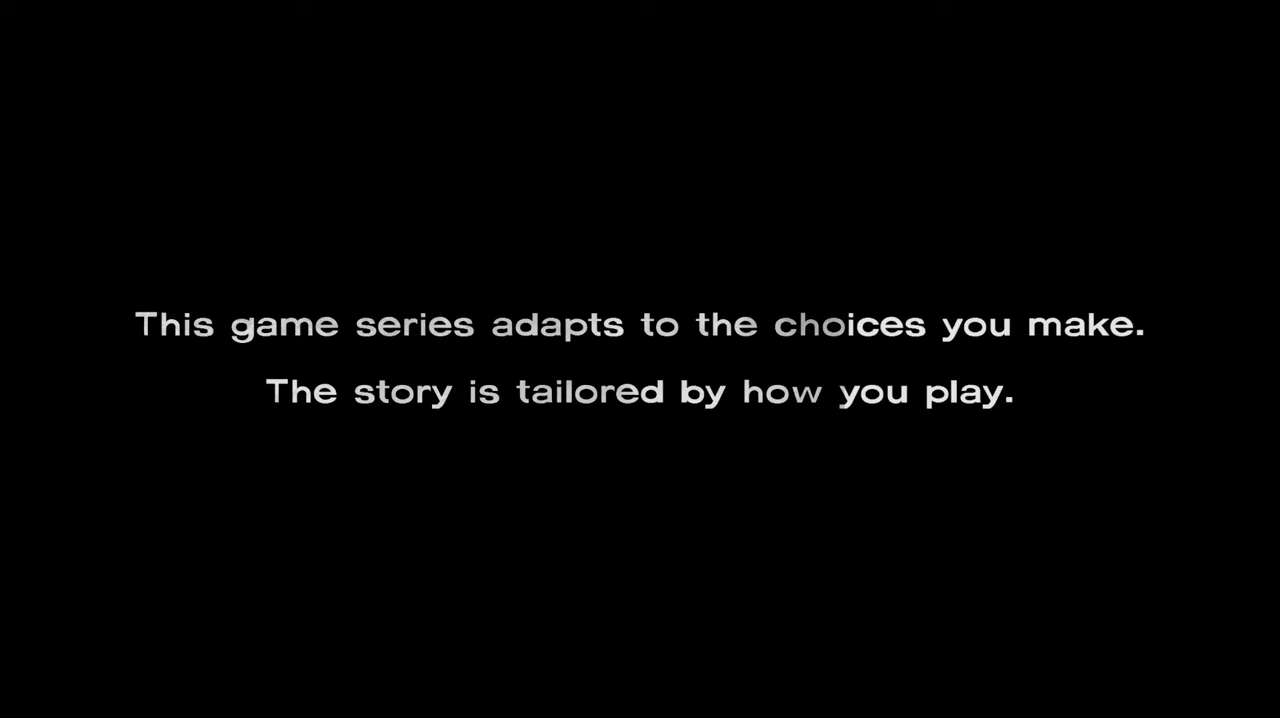 This game series adapts to the choices you make.
The story is tailored by how you play.